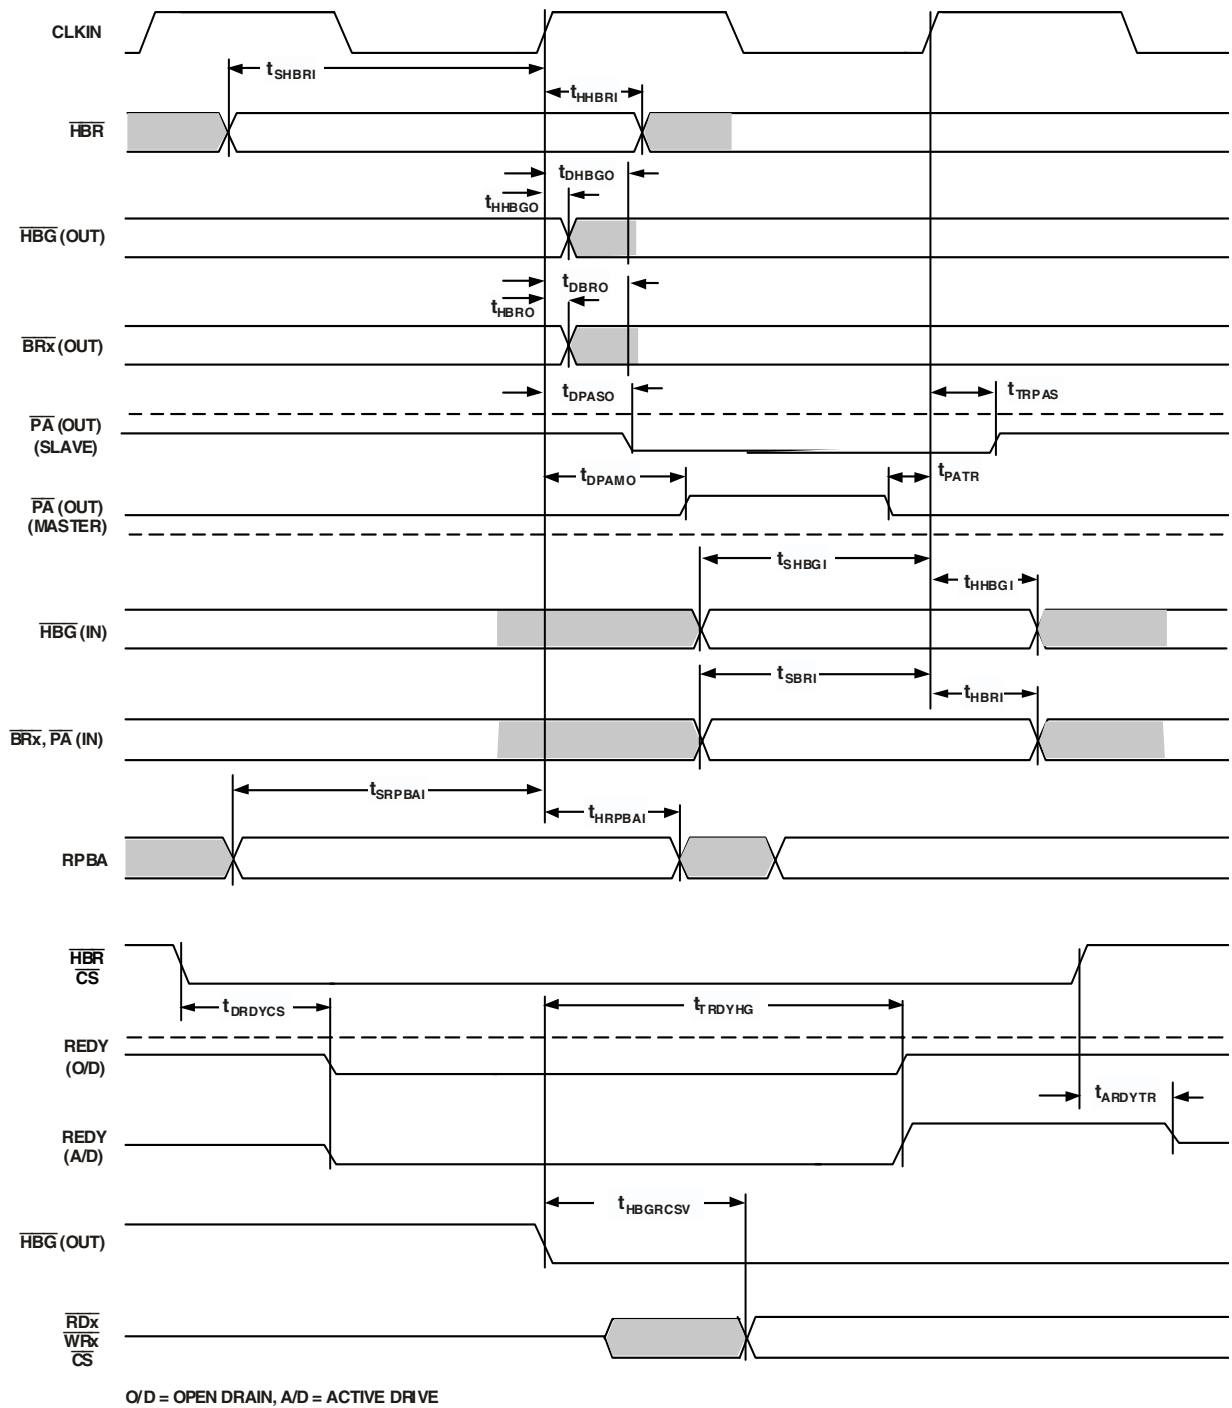 CLKIN
tSHBRI
tHHBRI
HBR
tDHBGO
tHHBGO
HBG (OUT)
tDBRO
tHBRO
BRx (OUT)
tDPASO
tTRPAS
PA (OUT)
(SLAVE)
tDPAMO
tPATR
PA (OUT)
(MASTER)
tSHBGI
tHHBGI
HBG (IN)
tSBRI
tHBRI
BRx, PA (IN)
tSRPBAI
tHRPBAI
RPBA
HBR
CS
tDRDYCS
tTRDYHG
REDY
(O/D)
tARDYTR
REDY
(A/D)
tHBGRCSV
HBG (OUT)
RDx
WRx
CS
O/D = OPEN DRAIN, A/D = ACTIVE DRIVE